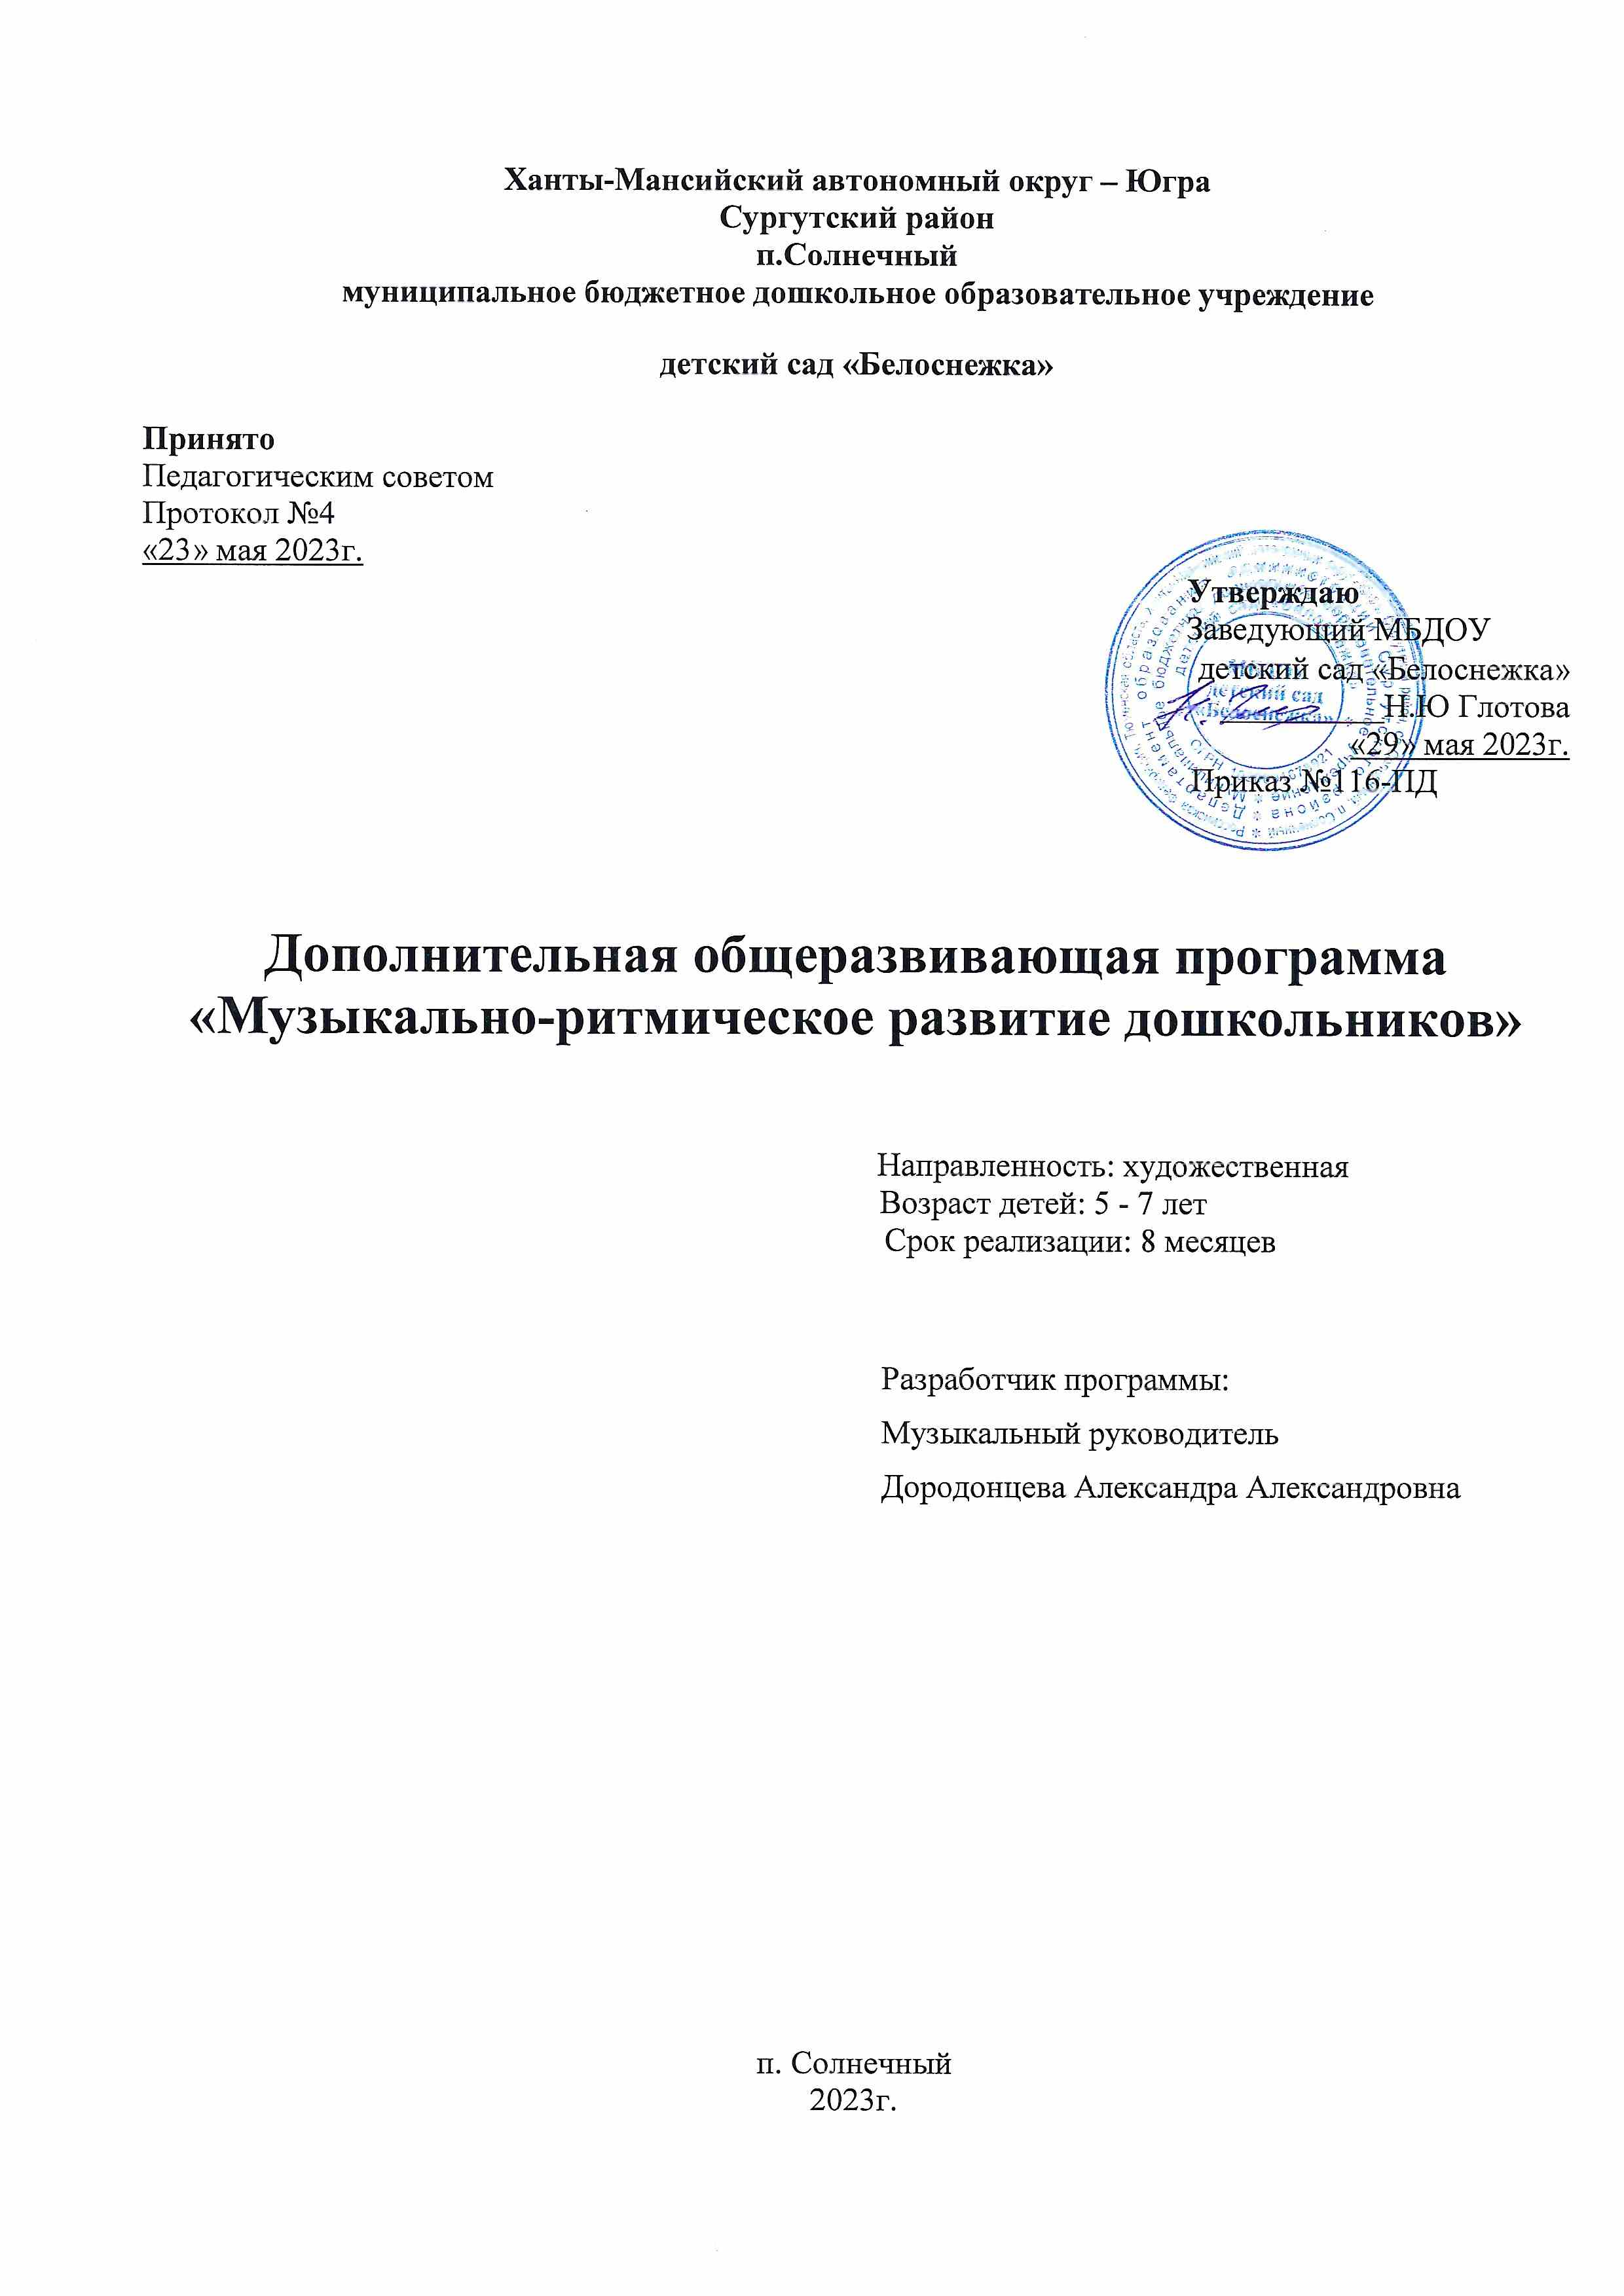 Ханты-Мансийский автономный округ – Югра
Сургутский район
п.Солнечный
муниципальное бюджетное дошкольное образовательное учреждение
детский сад «Белоснежка»
Принято
Педагогическим советом
Протокол №4
«23» мая 2023г.
Утверждаю
Заведующий МБДОУ
детский сад «Белоснежка»
Н.Ю Глотова
«29» мая 2023г.
Приказ №116-ПД
детский сад
«Белоснежка»
Дополнительная общеразвивающая программа
«Музыкально-ритмическое развитие дошкольников»
Направленность: художественная
Возраст детей: 5 - 7 лет
Срок реализации: 8 месяцев
Разработчик программы:
Музыкальный руководитель
Дородонцева Александра Александровна
п. Солнечный
2023г.